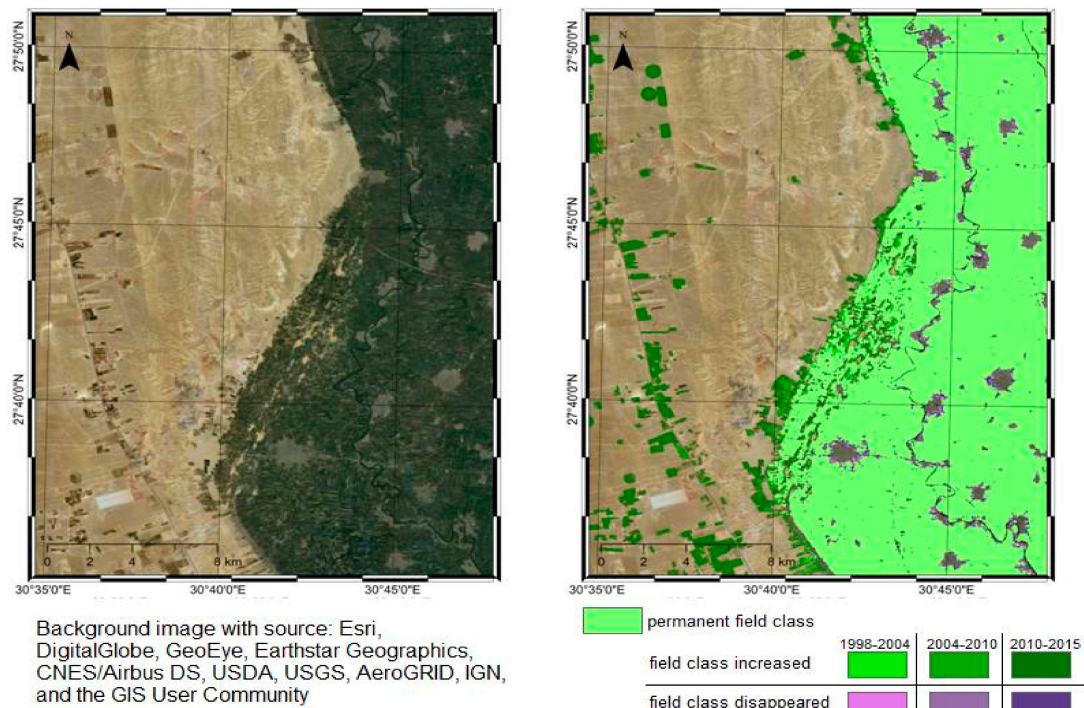 27°50'0"N
27°45'0"N
27°40'0"N
N
0 2 4 8 km
30°35'0"E 30°40'0"E 30°45'0"E
27°50'0"N
27°45'0"N
27°40'0"N
N
0 2 4 8 km
30°35'0"E 30°40'0"E 30°45'0"E
Background image with source: Esri,
DigitalGlobe, GeoEye, Earthstar Geographics,
CNES/Airbus DS, USDA, USGS, AeroGRID, IGN,
and the GIS User Community
permanent field class
1998-2004 2004-2010 2010-2015
field class increased
field class disappeared